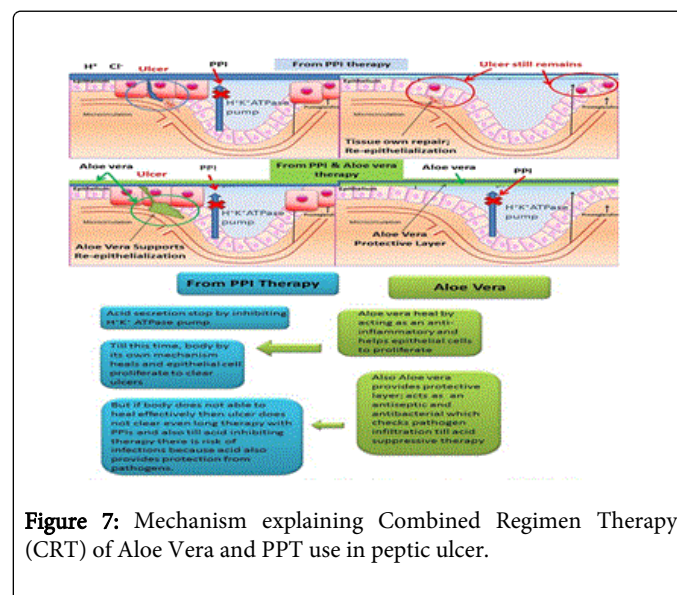 H⁺ Cl⁻ Ulcer PPI From PPI therapy Ulcer still remains
Epithelium
H⁺K⁺ATPase
pump
Microcirculation
Prostaglandins
Tissue own repair;
Re-epithelialization
Aloe vera Ulcer PPI From PPI & Aloe vera
therapy Aloe vera PPI
Epithelium
H⁺K⁺ATPase
pump
H⁺K⁺ATPase
pump
Microcirculation
Aloe Vera Supports
Re-epithelialization
Aloe Vera
Protective Layer
From PPI Therapy Aloe Vera
Acid secretion stop by inhibiting
H⁺K⁺ ATPase pump
Aloe vera heal by
acting as an anti-
inflammatory and
helps epithelial cells
to proliferate
Till this time, body by
its own mechanism
heals and epithelial cell
proliferate to clear
ulcers
Also Aloe vera
provides protective
layer; acts as an
antiseptic and
antibacterial which
checks pathogen
infiltration till acid
suppressive therapy
But if body does not able to
heal effectively then ulcer does
not clear even long therapy with
PPIs and also till acid inhibiting
therapy there is risk of
infections because acid also
provides protection from
pathogens.
Figure 7: Mechanism explaining Combined Regimen Therapy
(CRT) of Aloe Vera and PPT use in peptic ulcer.